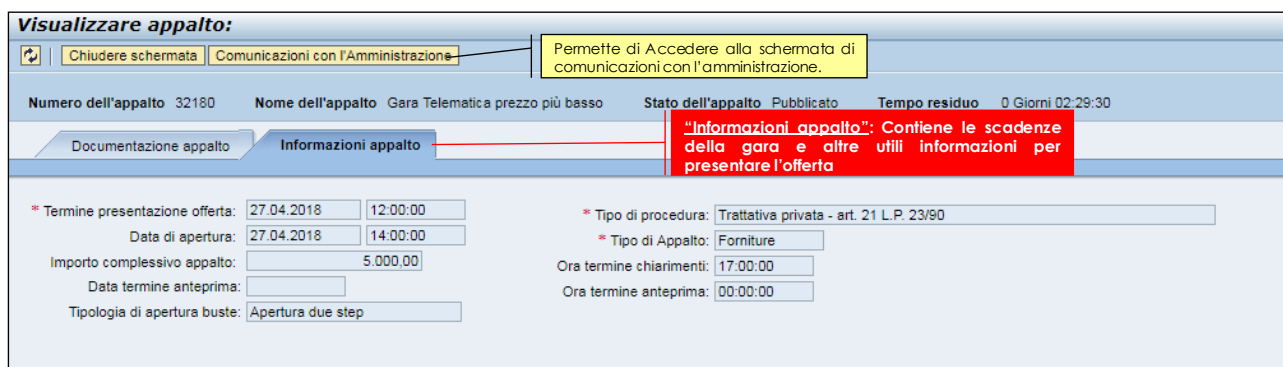 Visualizzare appalto:
Chiudere schermata Comunicazioni con l'Amministrazione
Permette di Accedere alla schermata di
comunicazioni con l'amministrazione.
Numero dell'appalto 32180 Nome dell'appalto Gara Telematica prezzo più basso Stato dell'appalto Pubblicato Tempo residuo 0 Giorni 02:29:30
Documentazione appalto Informazioni appalto
"Informazioni appalto": Contiene le scadenze
della gara e altre utili informazioni per
presentare l'offerta
* Termine presentazione offerta: 27.04.2018 12:00:00 * Tipo di procedura: Trattativa privata - art. 21 L.P. 23/90
Data di apertura: 27.04.2018 14:00:00 * Tipo di Appalto: Forniture
Importo complessivo appalto: 5.000,00 Ora termine chiarimenti: 17:00:00
Data termine anteprima: Ora termine anteprima: 00:00:00
Tipologia di apertura buste: Apertura due step